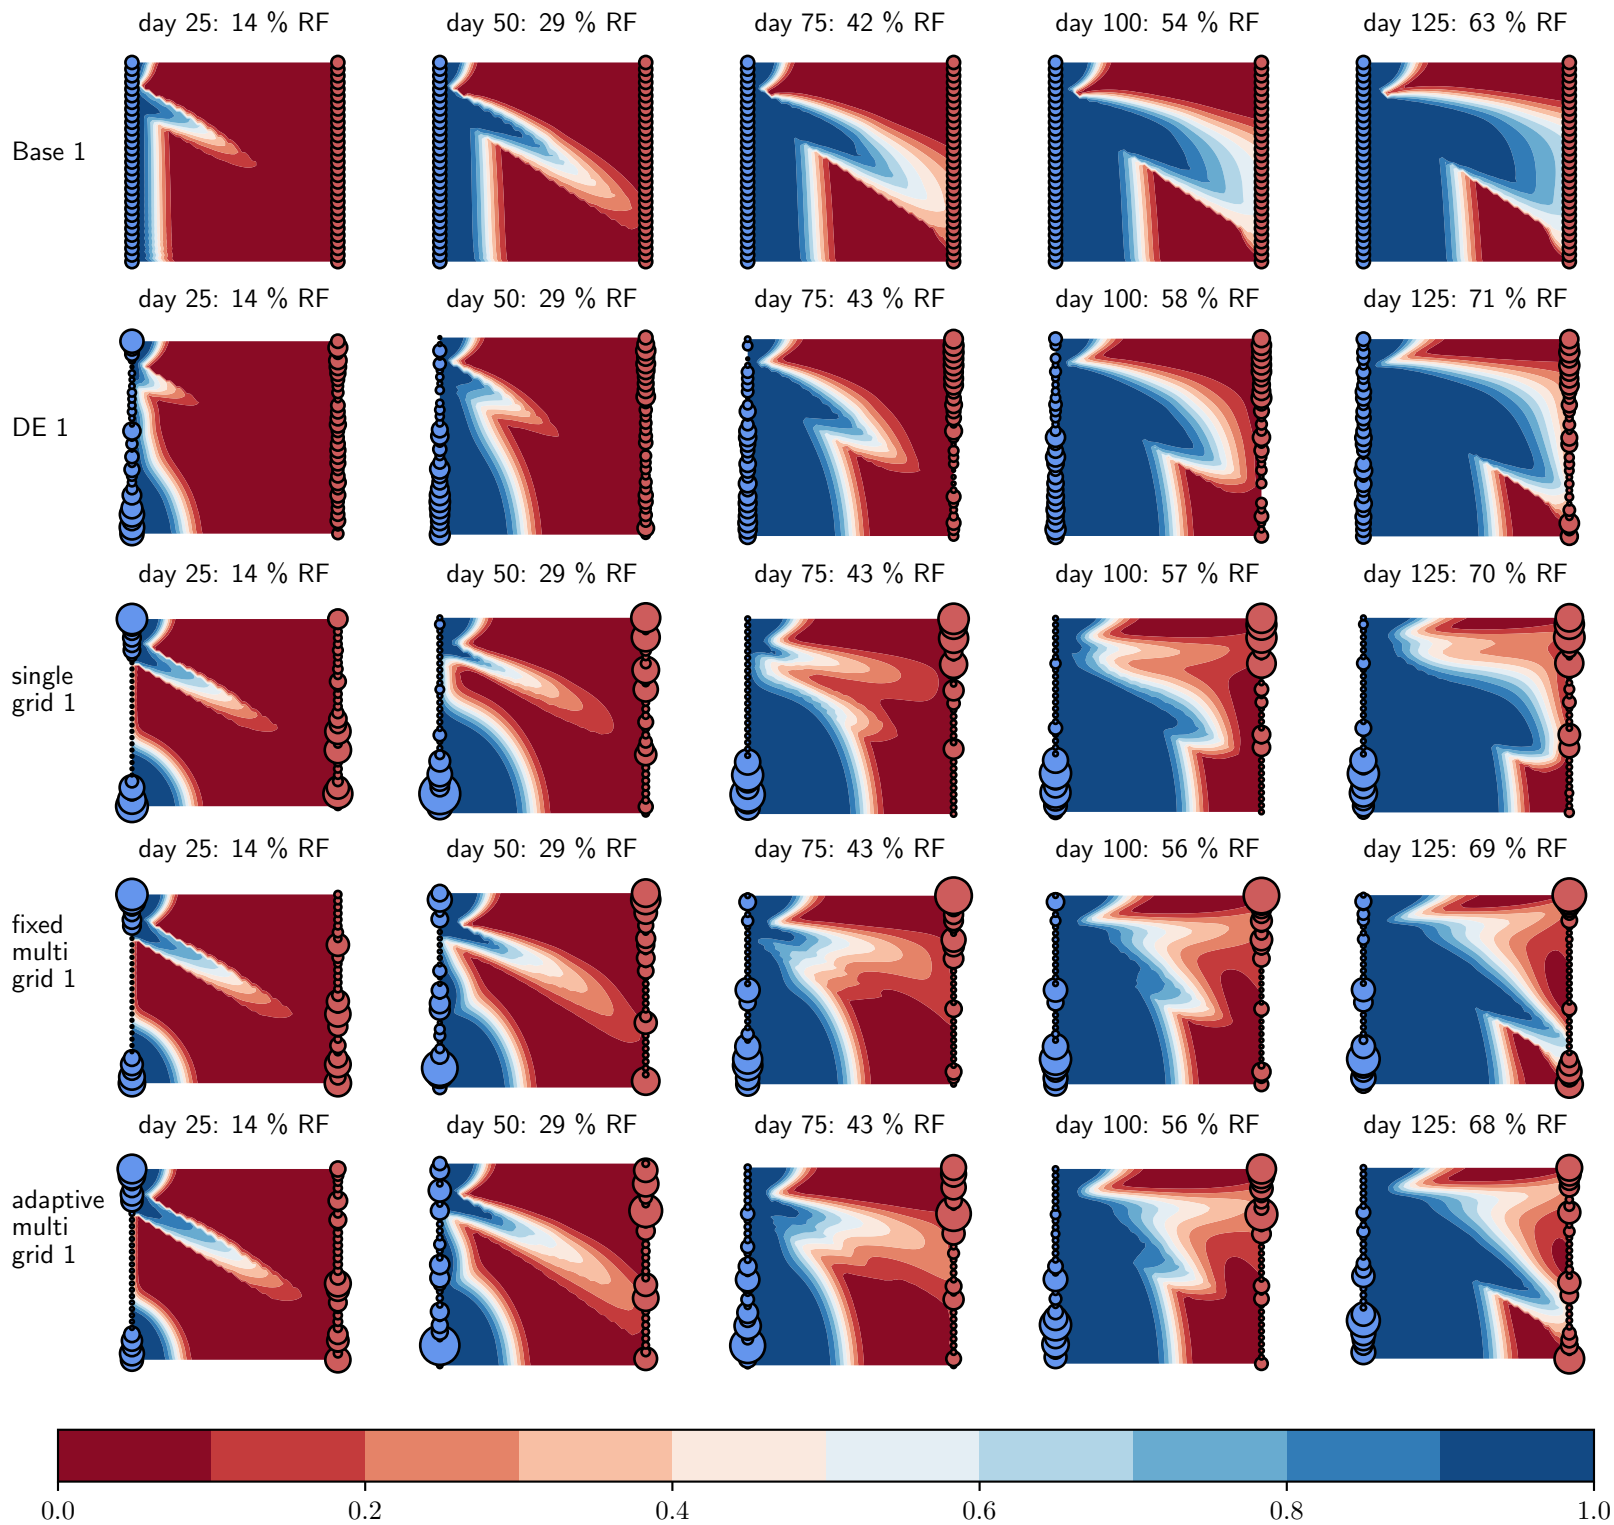 day 25: 14 % RF
day 50: 29 % RF
day 75: 42 % RF
day 100: 54 % RF
day 125: 63 % RF
Base 1
day 25: 14 % RF
day 50: 29 % RF
day 75: 43 % RF
day 100: 58 % RF
day 125: 71 % RF
DE 1
day 25: 14 % RF
day 50: 29 % RF
day 75: 43 % RF
day 100: 57 % RF
day 125: 70 % RF
single
grid 1
day 25: 14 % RF
day 50: 29 % RF
day 75: 43 % RF
day 100: 56 % RF
day 125: 69 % RF
fixed
multi
grid 1
day 25: 14 % RF
day 50: 29 % RF
day 75: 43 % RF
day 100: 56 % RF
day 125: 68 % RF
adaptive
multi
grid 1
0.0
0.2
0.4
0.6
0.8
1.0